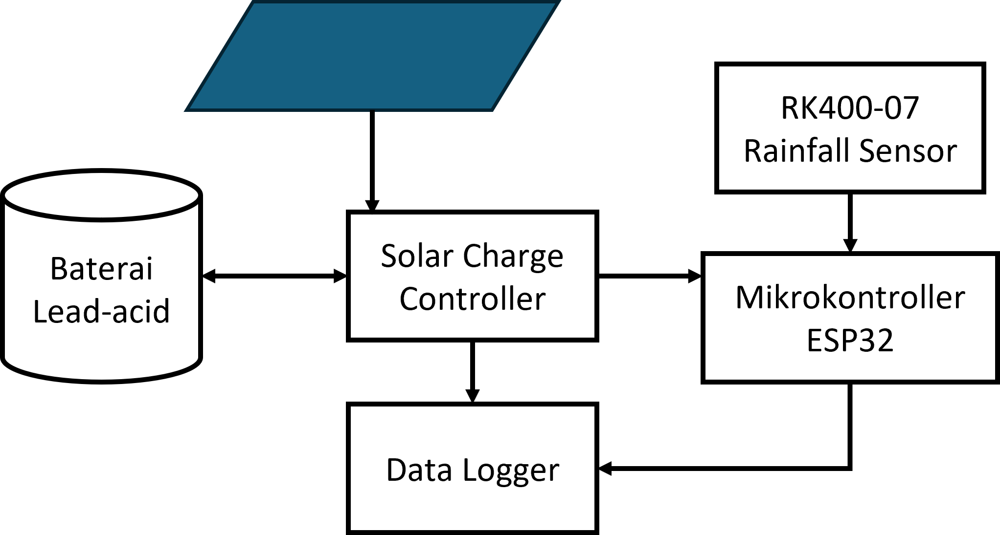 RK400-07
Rainfall Sensor
Baterai
Lead-acid
Solar Charge
Controller
Mikrokontroller
ESP32
Data Logger